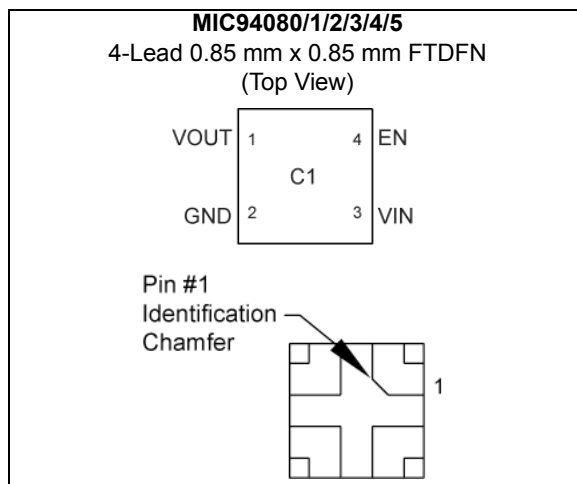 MIC94080/1/2/3/4/5
4-Lead 0.85 mm x 0.85 mm FTDFN
(Top View)
VOUT 1 4 EN
C1
GND 2 3 VIN
Pin #1
Identification
Chamfer
1